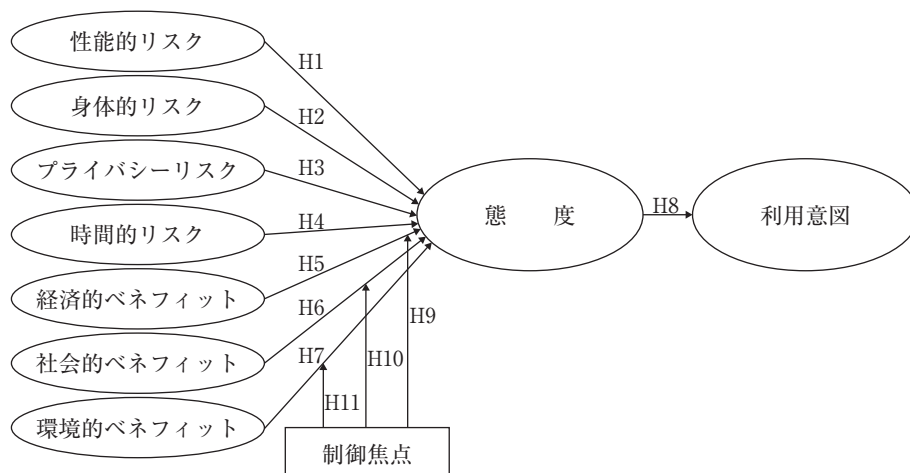 性能的リスク
H1
身体的リスク
H2
プライバシーリスク
H3
時間的リスク
H4
経済的ベネフィット
H5
社会的ベネフィット
H6
環境的ベネフィット
H7
態　　度
H8
利用意図
H9
H10
H11
制御焦点